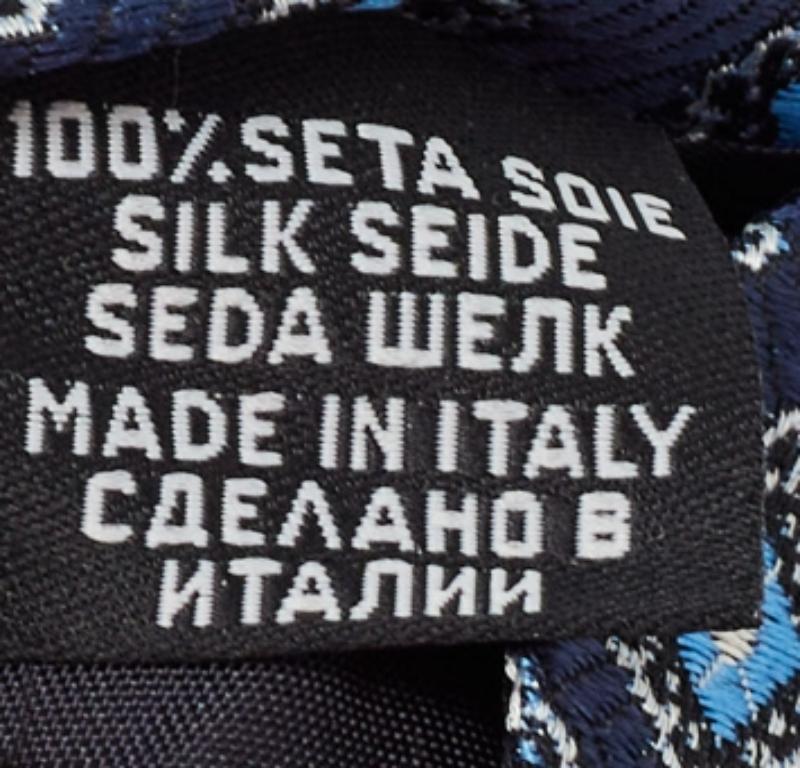 100% SETA SOIE
SILK SEIDE
SEDA ШЕЛК
MADE IN ITALY
СДЕЛАНО В
ИТАЛИИ